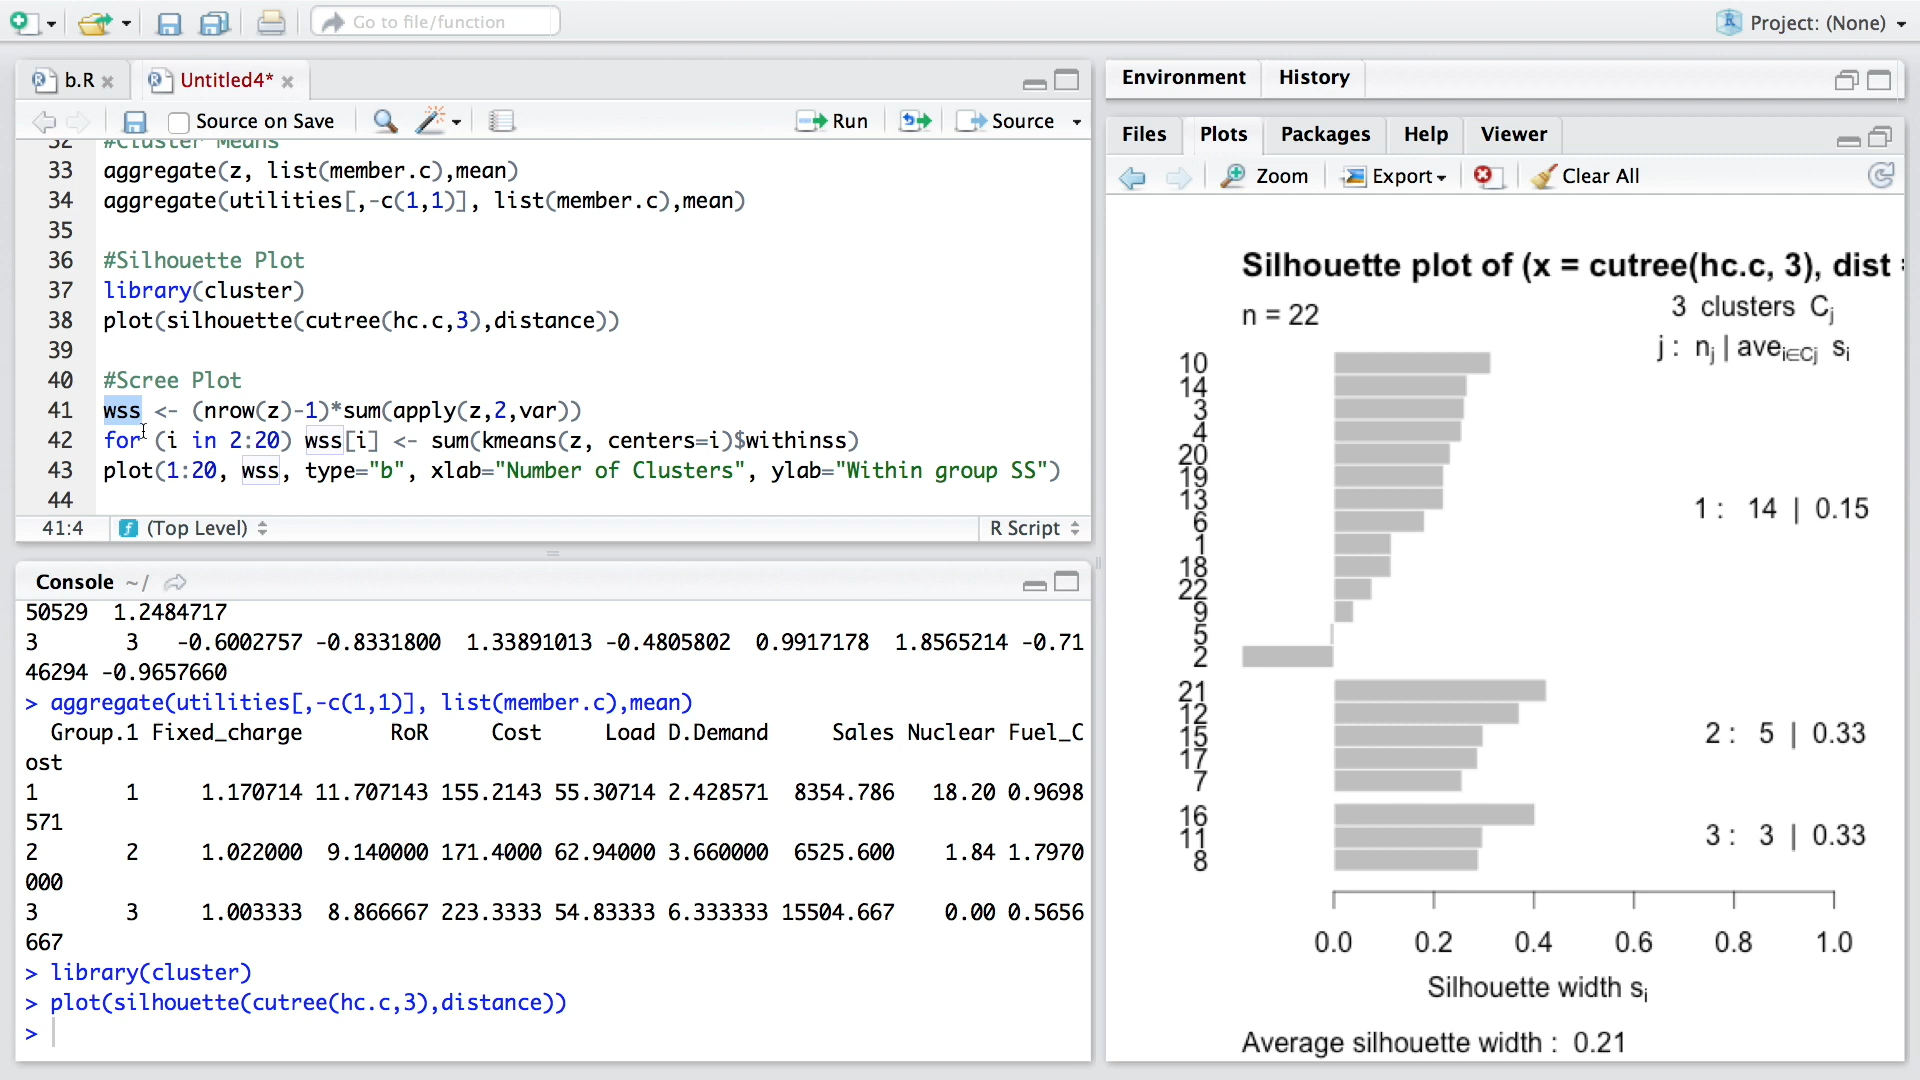 Go to file/function
Project: (None)
b.R
Untitled4*
Source on Save
Run
Source
32 #Cluster Means
33 aggregate(z, list(member.c),mean)
34 aggregate(utilities[,-c(1,1)], list(member.c),mean)
35
36 #Silhouette Plot
37 library(cluster)
38 plot(silhouette(cutree(hc.c,3),distance))
39
40 #Scree Plot
41 wss <- (nrow(z)-1)*sum(apply(z,2,var))
42 for (i in 2:20) wss[i] <- sum(kmeans(z, centers=i)$withinss)
43 plot(1:20, wss, type="b", xlab="Number of Clusters", ylab="Within group SS")
44
41:4 (Top Level) R Script
Console ~/
50529 1.2484717
3 3 -0.6002757 -0.8331800 1.33891013 -0.4805802 0.9917178 1.8565214 -0.71
46294 -0.9657660
> aggregate(utilities[,-c(1,1)], list(member.c),mean)
Group.1 Fixed_charge RoR Cost Load D.Demand Sales Nuclear Fuel_C
ost
1 1 1.170714 11.707143 155.2143 55.30714 2.428571 8354.786 18.20 0.9698
571
2 2 1.022000 9.140000 171.4000 62.94000 3.660000 6525.600 1.84 1.7970
000
3 3 1.003333 8.866667 223.3333 54.83333 6.333333 15504.667 0.00 0.5656
667
> library(cluster)
> plot(silhouette(cutree(hc.c,3),distance))
>
Environment History
Files Plots Packages Help Viewer
Zoom Export Clear All
Silhouette plot of (x = cutree(hc.c, 3), dist =
n = 22
3 clusters Cj
j : nj | avei∈Cj si
10
14
3
4
20
19
13
6
1
18
22
9
5
2
1 : 14 | 0.15
21
12
15
17
7
2 : 5 | 0.33
16
11
8
3 : 3 | 0.33
0.0 0.2 0.4 0.6 0.8 1.0
Silhouette width si
Average silhouette width : 0.21